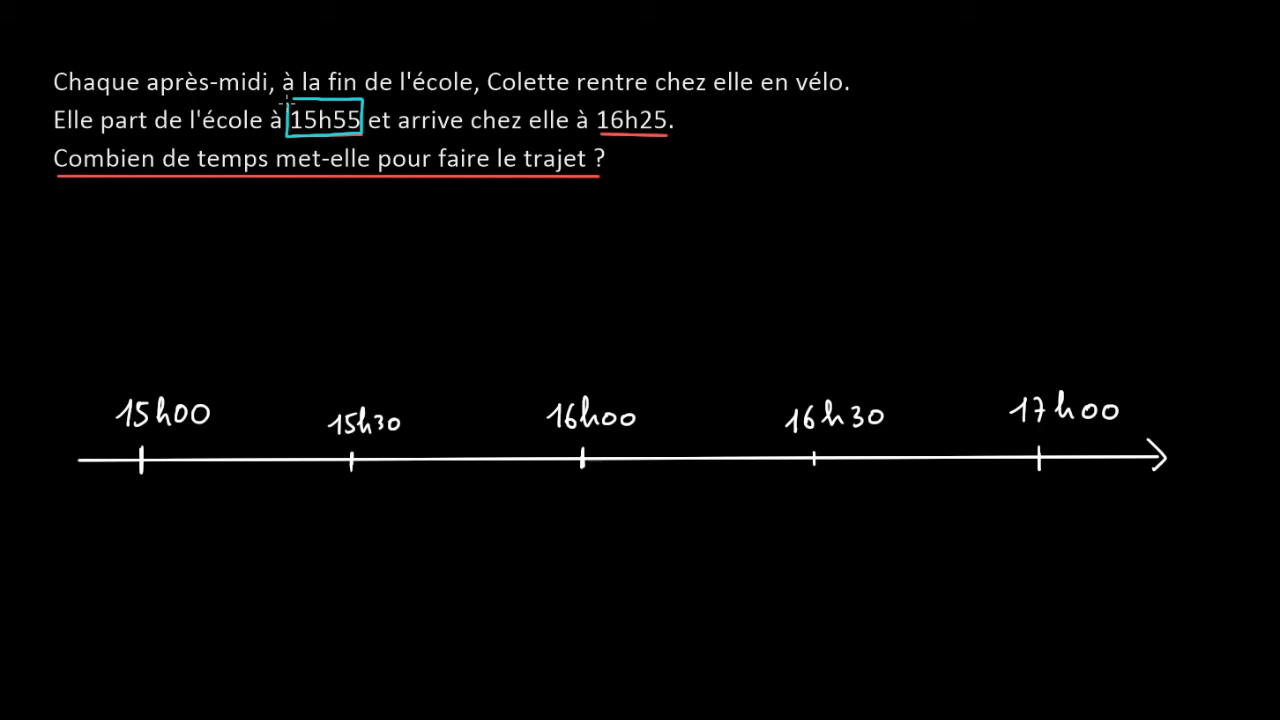 Chaque après-midi, à la fin de l'école, Colette rentre chez elle en vélo.
Elle part de l'école à 15h55 et arrive chez elle à 16h25.
Combien de temps met-elle pour faire le trajet ?
15h00 15h30 16h00 16h30 17h00